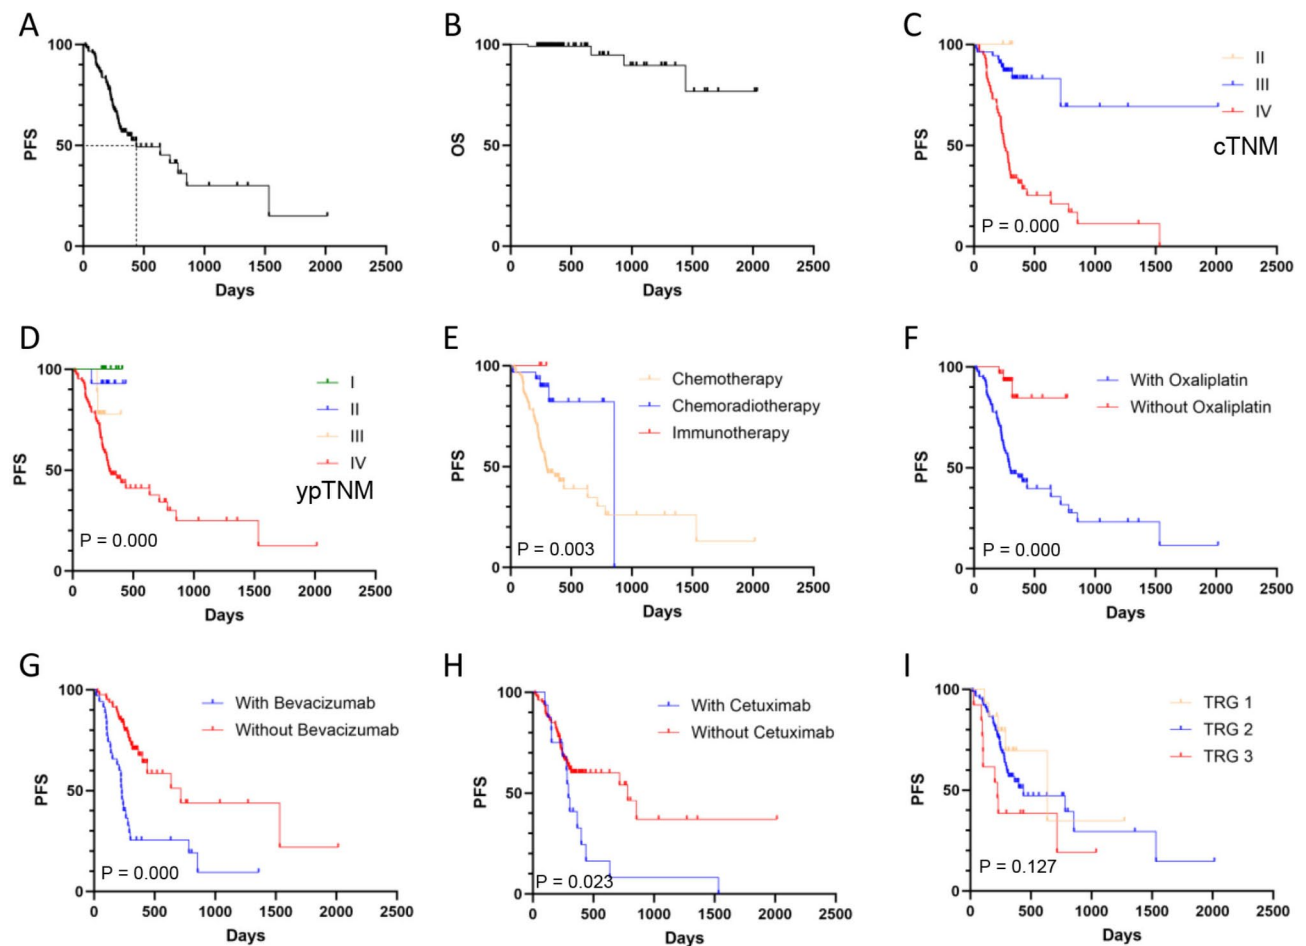 A
100
50
0
PFS
0 500 1000 1500 2000 2500
Days
B
100
50
0
OS
0 500 1000 1500 2000 2500
Days
C
100
50
0
PFS
II
III
IV
cTNM
P = 0.000
0 500 1000 1500 2000 2500
Days
D
100
50
0
PFS
I
II
III
IV
ypTNM
P = 0.000
0 500 1000 1500 2000 2500
Days
E
100
50
0
PFS
Chemotherapy
Chemoradiotherapy
Immunotherapy
P = 0.003
0 500 1000 1500 2000 2500
Days
F
100
50
0
PFS
With Oxaliplatin
Without Oxaliplatin
P = 0.000
0 500 1000 1500 2000 2500
Days
G
100
50
0
PFS
With Bevacizumab
Without Bevacizumab
P = 0.000
0 500 1000 1500 2000 2500
Days
H
100
50
0
PFS
With Cetuximab
Without Cetuximab
P = 0.023
0 500 1000 1500 2000 2500
Days
I
100
50
0
PFS
TRG 1
TRG 2
TRG 3
P = 0.127
0 500 1000 1500 2000 2500
Days